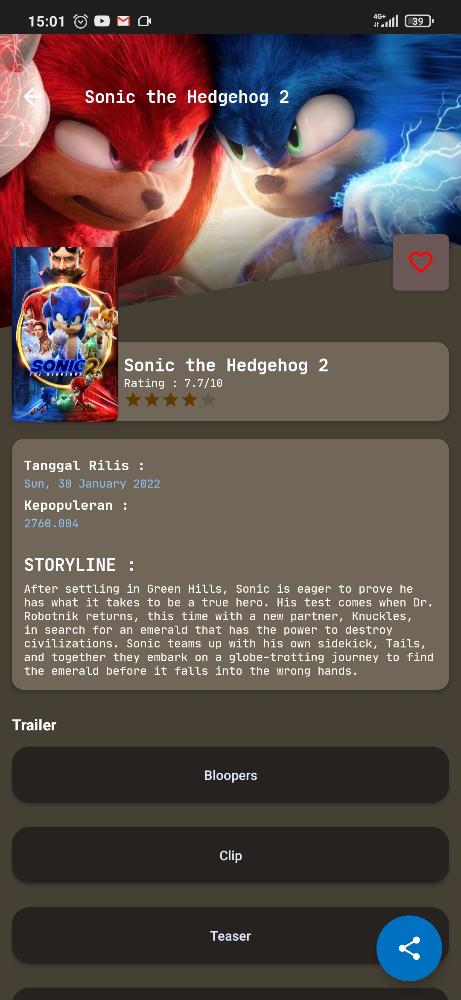 15:01
4G+
39
Sonic the Hedgehog 2
SONIC 2
THE HEDGEHOG
Sonic the Hedgehog 2
Rating : 7.7/10
Tanggal Rilis :
Sun, 30 January 2022
Kepopuleran :
2760.004
STORYLINE :
After settling in Green Hills, Sonic is eager to prove he
has what it takes to be a true hero. His test comes when Dr.
Robotnik returns, this time with a new partner, Knuckles,
in search for an emerald that has the power to destroy
civilizations. Sonic teams up with his own sidekick, Tails,
and together they embark on a globe-trotting journey to find
the emerald before it falls into the wrong hands.
Trailer
Bloopers
Clip
Teaser